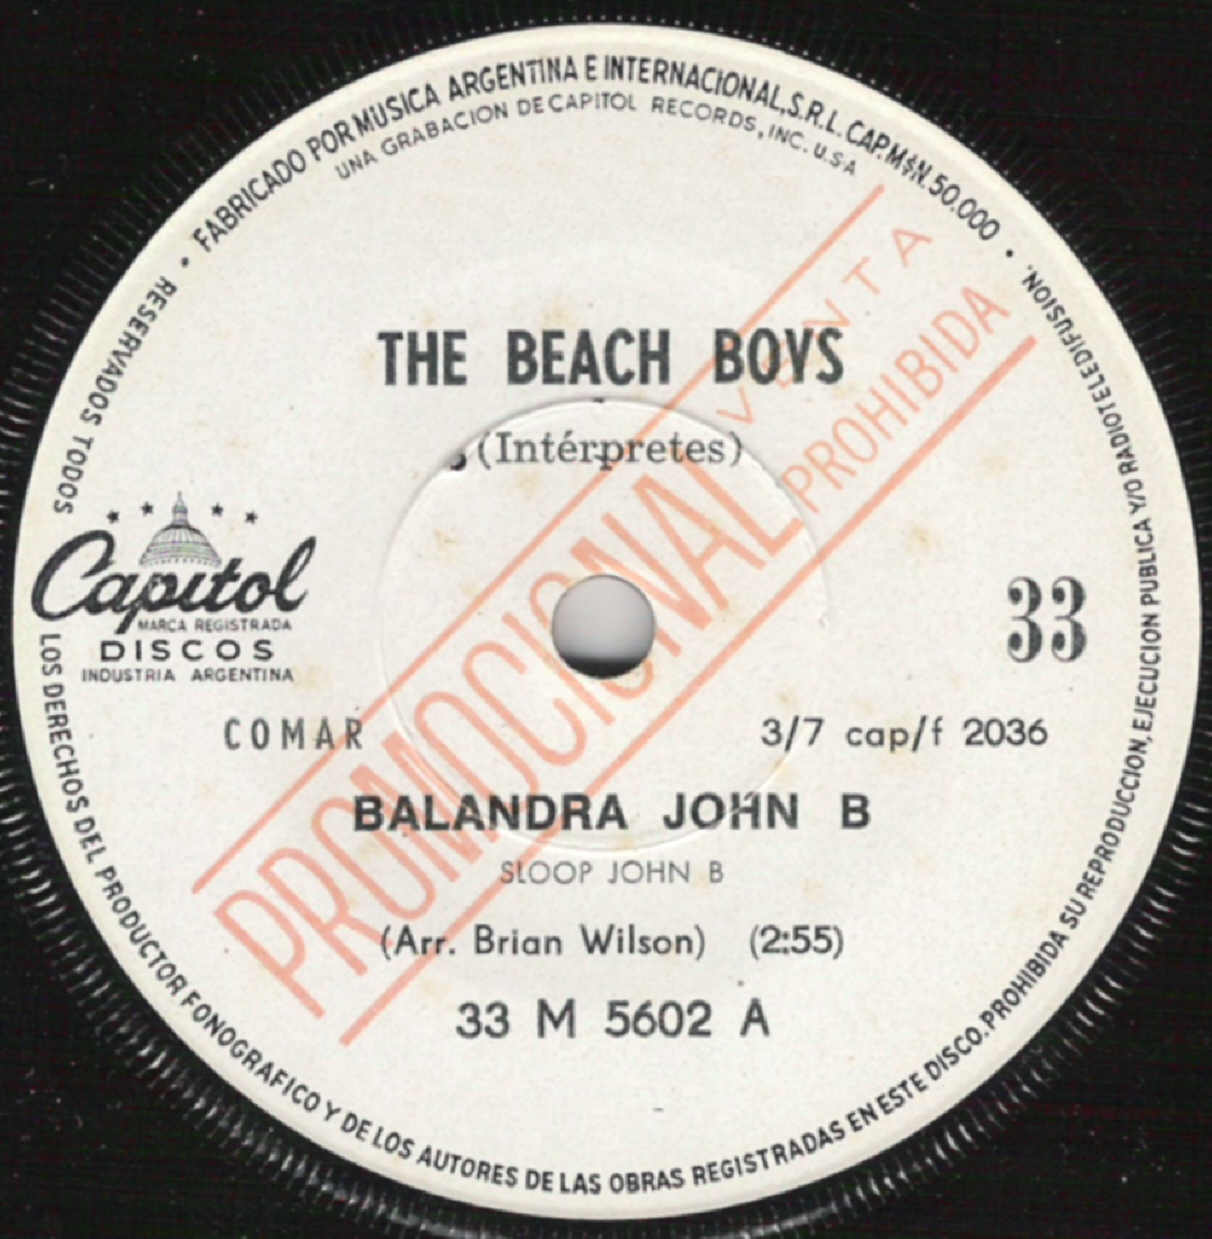 FABRICADO POR MUSICA ARGENTINA E INTERNACIONAL, S.R.L. CAP. M$N. 50.000
UNA GRABACION DE CAPITOL RECORDS, INC. U.S.A
THE BEACH BOYS
(Intérpretes)
Capitol
MARCA REGISTRADA
DISCOS
INDUSTRIA ARGENTINA
33
COMAR
3/7 cap/f 2036
BALANDRA JOHN B
SLOOP JOHN B
(Arr. Brian Wilson) (2:55)
33 M 5602 A
PROMOCIONAL
VENTA
PROHIBIDA
RESERVADOS TODOS LOS DERECHOS DEL PRODUCTOR FONOGRAFICO Y DE LOS AUTORES DE LAS OBRAS REGISTRADAS EN ESTE DISCO. PROHIBIDA SU REPRODUCCION, EJECUCION PUBLICA Y/O RADIOTELEDIFUSION.